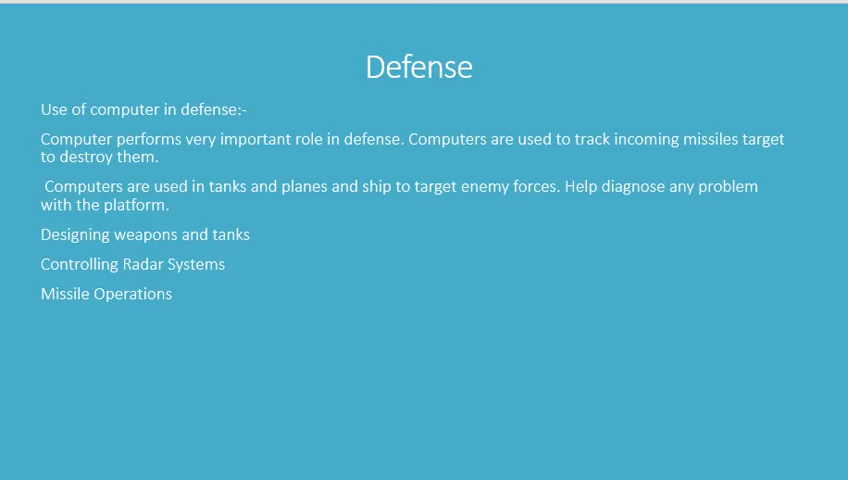 Defense
Use of computer in defense:-
Computer performs very important role in defense. Computers are used to track incoming missiles target
to destroy them.
Computers are used in tanks and planes and ship to target enemy forces. Help diagnose any problem
with the platform.
Designing weapons and tanks
Controlling Radar Systems
Missile Operations